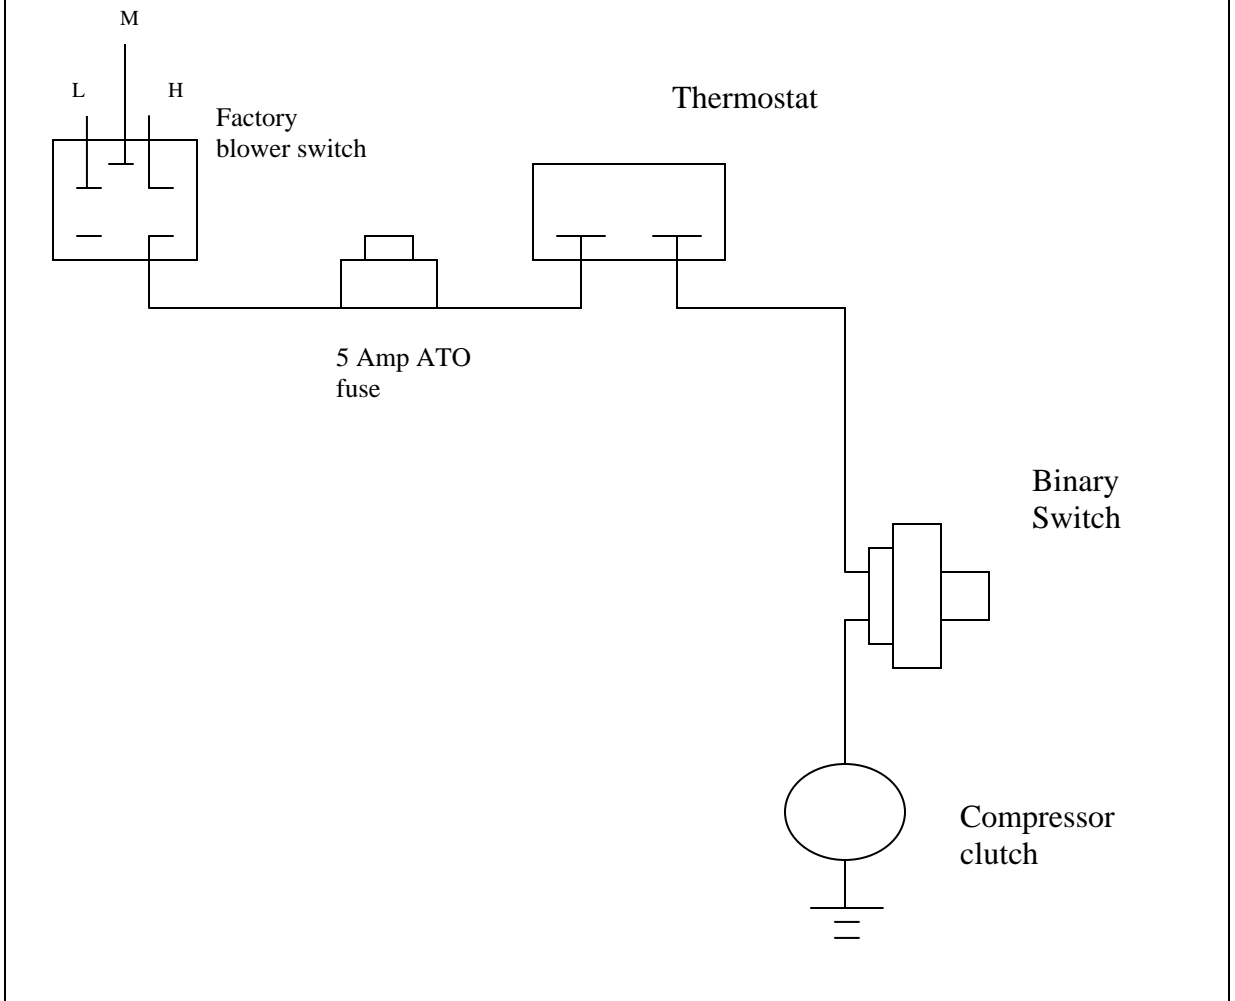 M
L
H
Factory
blower switch
Thermostat
5 Amp ATO
fuse
Binary
Switch
Compressor
clutch